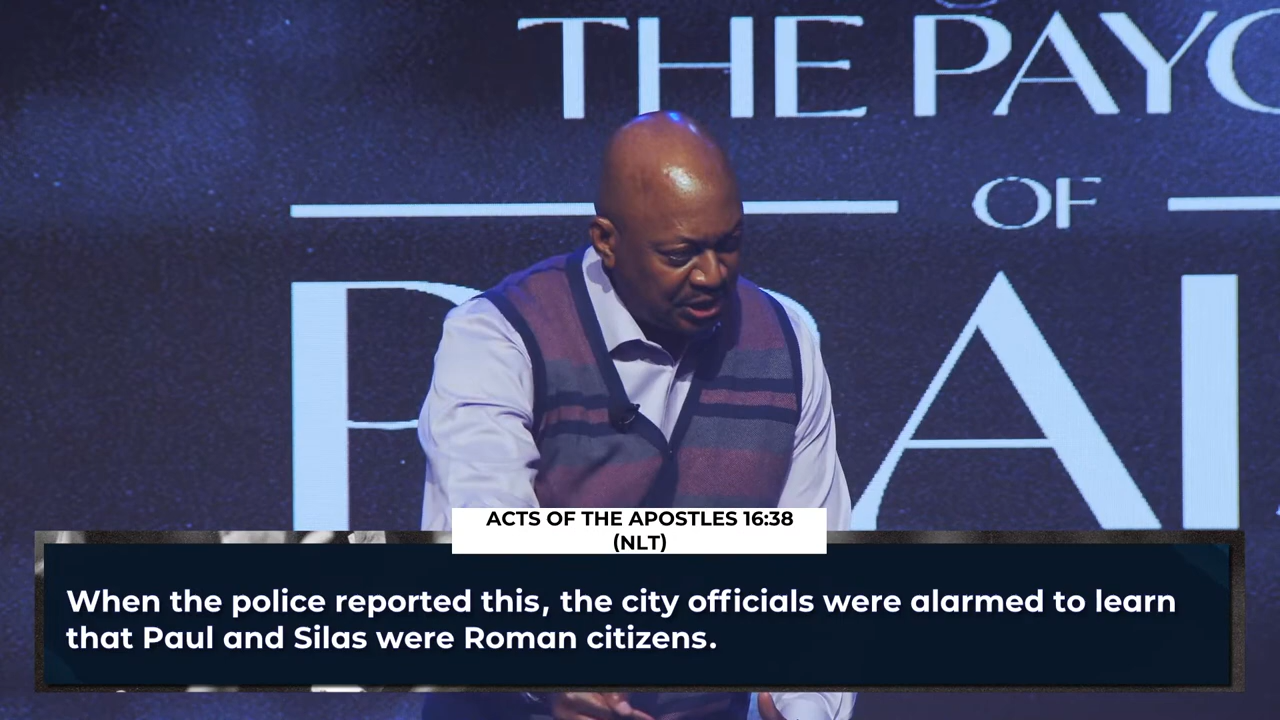 THE PAYO
OF
ACTS OF THE APOSTLES 16:38
(NLT)
When the police reported this, the city officials were alarmed to learn
that Paul and Silas were Roman citizens.